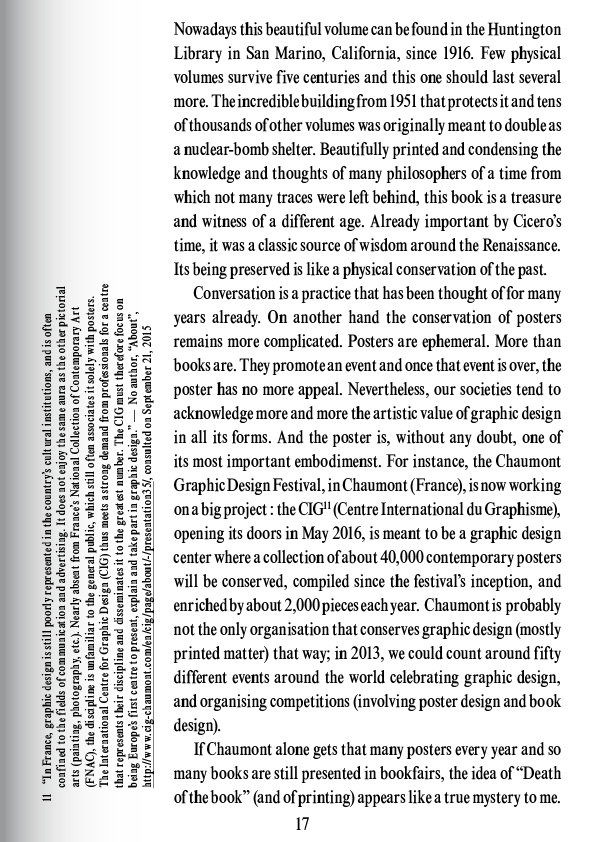 Nowadays this beautiful volume can be found in the Huntington
Library in San Marino, California, since 1916. Few physical
volumes survive five centuries and this one should last several
more. The incredible building from 1951 that protects it and tens
of thousands of other volumes was originally meant to double as
a nuclear-bomb shelter. Beautifully printed and condensing the
knowledge and thoughts of many philosophers of a time from
which not many traces were left behind, this book is a treasure
and witness of a different age. Already important by Cicero's
time, it was a classic source of wisdom around the Renaissance.
Its being preserved is like a physical conservation of the past.
Conversation is a practice that has been thought of for many
years already. On another hand the conservation of posters
remains more complicated. Posters are ephemeral. More than
books are. They promote an event and once that event is over, the
poster has no more appeal. Nevertheless, our societies tend to
acknowledge more and more the artistic value of graphic design
in all its forms. And the poster is, without any doubt, one of
its most important embodimenst. For instance, the Chaumont
Graphic Design Festival, in Chaumont (France), is now working
on a big project : the CIG11 (Centre International du Graphisme),
opening its doors in May 2016, is meant to be a graphic design
center where a collection of about 40,000 contemporary posters
will be conserved, compiled since the festival's inception, and
enriched by about 2,000 pieces each year. Chaumont is probably
not the only organisation that conserves graphic design (mostly
printed matter) that way; in 2013, we could count around fifty
different events around the world celebrating graphic design,
and organising competitions (involving poster design and book
design).
If Chaumont alone gets that many posters every year and so
many books are still presented in bookfairs, the idea of “Death
of the book” (and of printing) appears like a true mystery to me.
11 “In France, graphic design is still poorly represented in the country's cultural institutions, and is often
confined to the fields of communication and advertising. It does not enjoy the same aura as the other pictorial
arts (painting, photography, etc.). Nearly absent from France's National Collection of Contemporary Art
(FNAC), the discipline is unfamiliar to the general public, which still often associates it solely with posters.
The International Centre for Graphic Design (CIG) thus meets a strong demand from professionals for a centre
that represents their discipline and disseminates it to the greatest number. The CIG must therefore focus on
being Europe's first centre to present, explain and take part in graphic design.” — No author, “About”,
http://www.cig-chaumont.com/en/cig/page/about/-/presentation35/, consulted on September 21, 2015
17